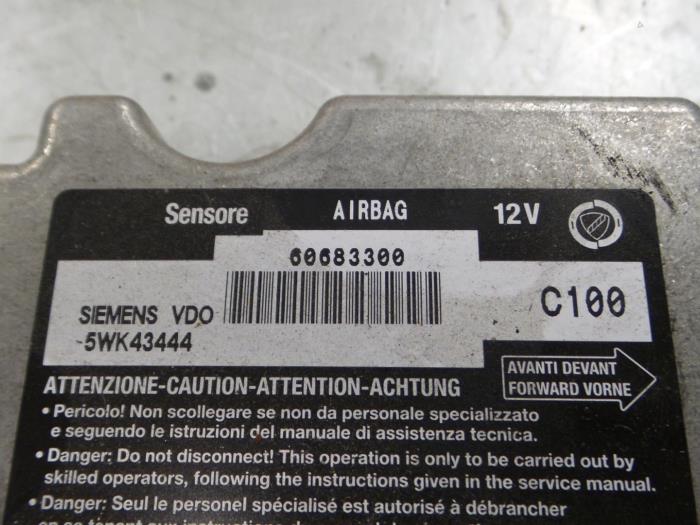 Sensore AIRBAG 12V
60683300
SIEMENS VDO
5WK43444
C100
AVANTI DEVANT
FORWARD VORNE
ATTENZIONE-CAUTION-ATTENTION-ACHTUNG
• Pericolo! Non scollegare se non da personale specializzato
e seguendo le istruzioni del manuale di assistenza tecnica.
• Danger: Do not disconnect! This operation is only to be carried out by
skilled operators, following the instructions given in the service manual.
• Danger: Seul le personel spécialisé est autorisé à débrancher